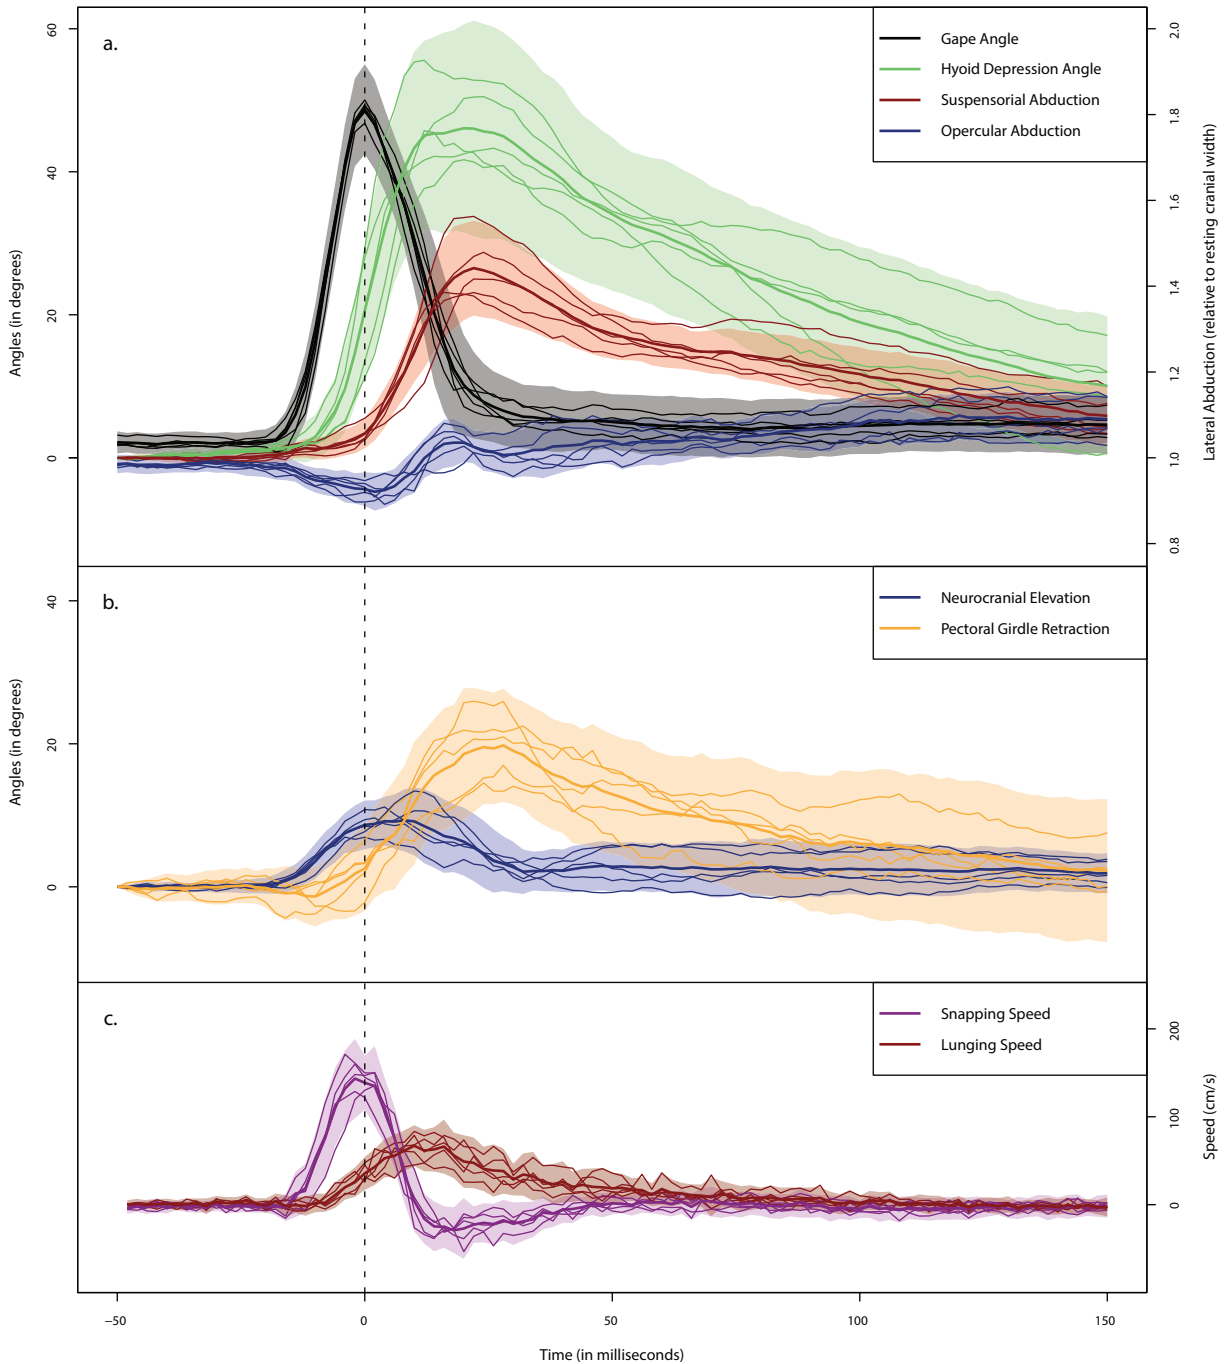 a.
60
40
20
0
Angles (in degrees)
Gape Angle
Hyoid Depression Angle
Suspensorial Abduction
Opercular Abduction
2.0
1.8
1.6
1.4
1.2
1.0
0.8
Lateral Abduction (relative to resting cranial width)
b.
40
20
0
Angles (in degrees)
Neurocranial Elevation
Pectoral Girdle Retraction
c.
Snapping Speed
Lunging Speed
200
100
0
Speed (cm/s)
−50
0
50
100
150
Time (in milliseconds)